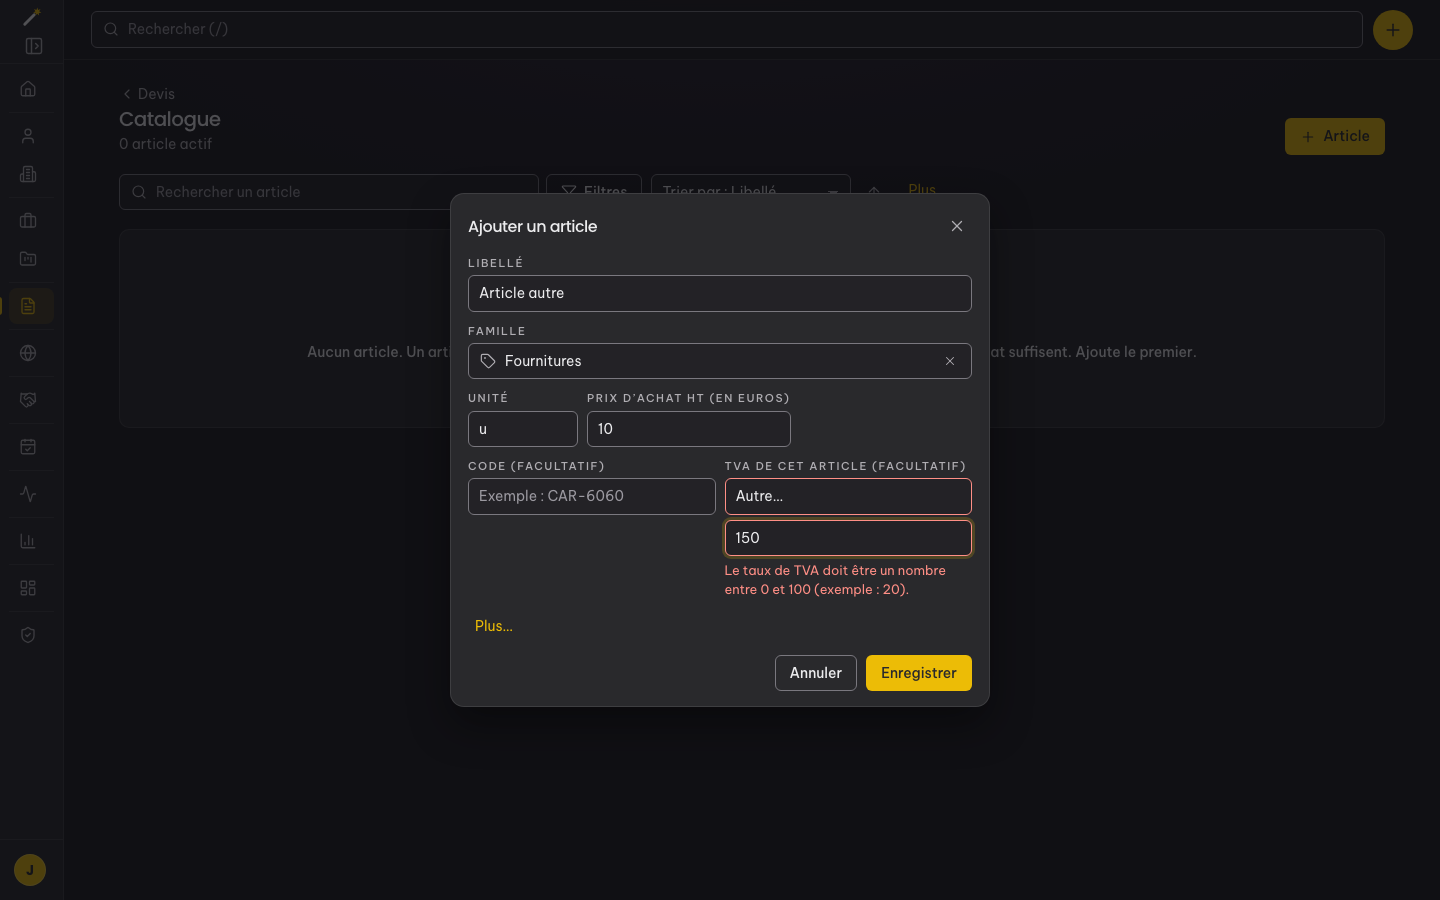 Rechercher (/)
Devis
Catalogue
0 article actif
Article
Rechercher un article
Filtres
Trier par : Libellé
Plus
Ajouter un article
LIBELLÉ
Article autre
FAMILLE
Fournitures
Aucun article. Un
at suffisent. Ajoute le premier.
UNITÉ
PRIX D'ACHAT HT (EN EUROS)
u
10
CODE (FACULTATIF)
TVA DE CET ARTICLE (FACULTATIF)
Exemple : CAR-6060
Autre...
150
Le taux de TVA doit être un nombre
entre 0 et 100 (exemple : 20).
Plus...
Annuler
Enregistrer
J